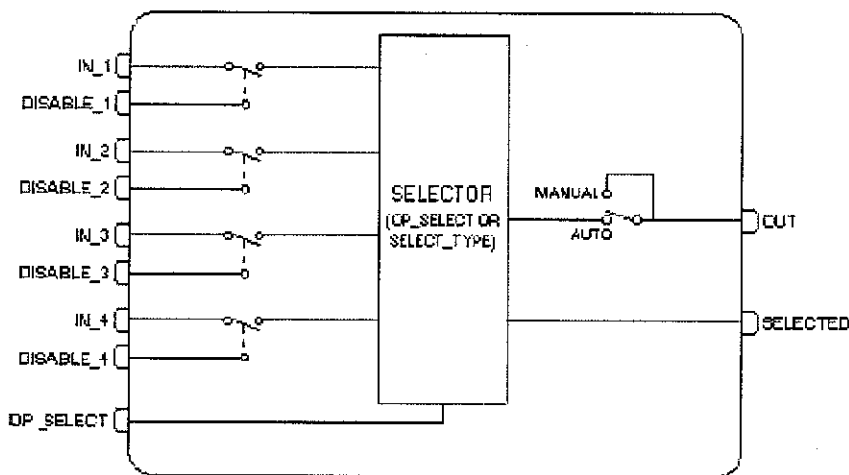 IN_1
DISABLE_1
IN_2
DISABLE_2
SELECTOR
(OP_SELECT OR
SELECT_TYPE)
MANUAL
AUTO
OUT
IN_3
DISABLE_3
IN_4
SELECTED
DISABLE_4
OP_SELECT